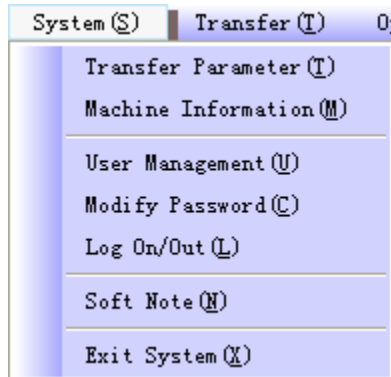 System(S) Transfer(T)
Transfer Parameter(T)
Machine Information(M)
User Management(U)
Modify Password(C)
Log On/Out(L)
Soft Note(N)
Exit System(X)